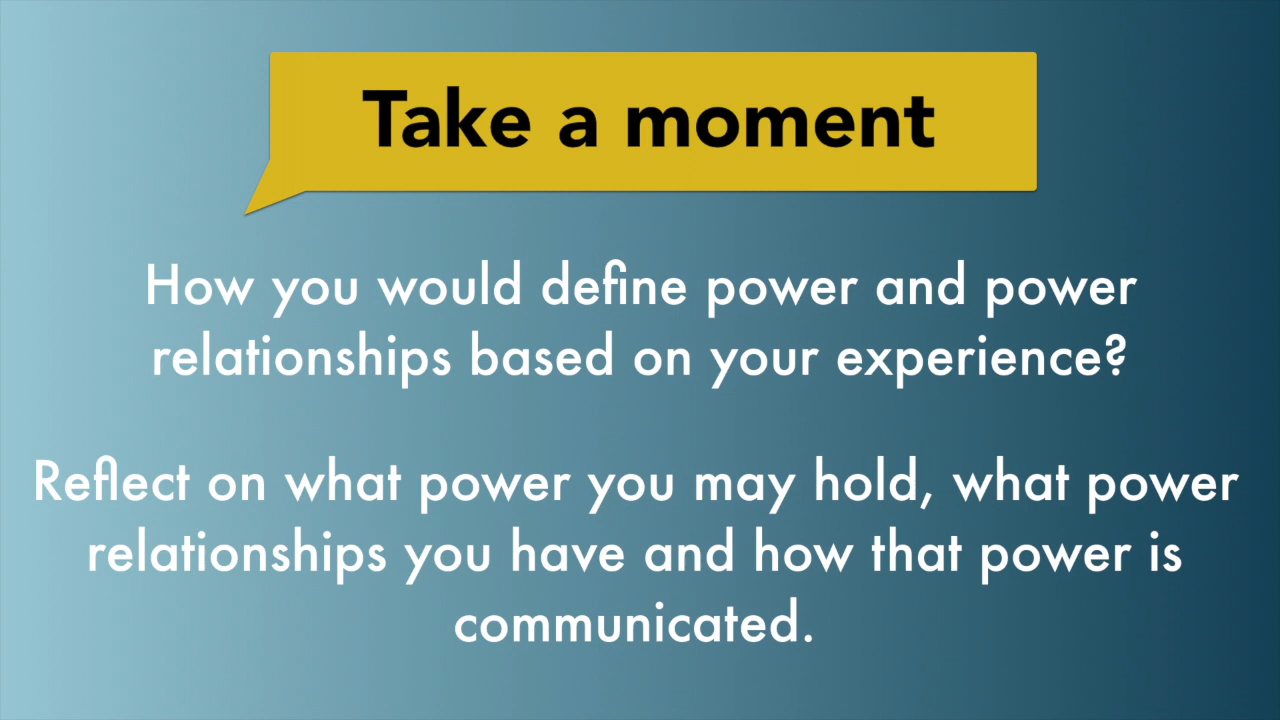 Take a moment
How you would define power and power
relationships based on your experience?
Reflect on what power you may hold, what power
relationships you have and how that power is
communicated.